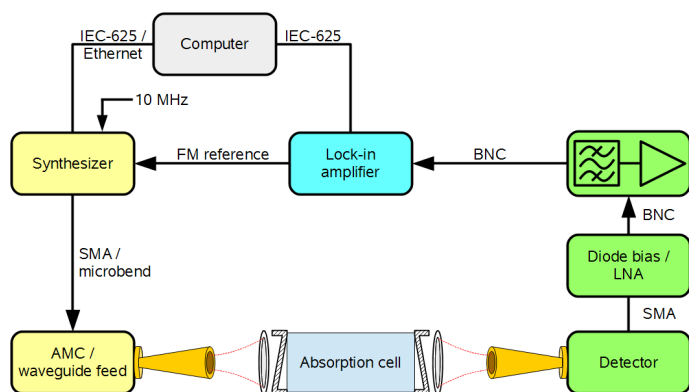 IEC-625 /
Ethernet
Computer
IEC-625
10 MHz
Synthesizer
FM reference
Lock-in
amplifier
BNC
BNC
SMA /
microbend
Diode bias /
LNA
SMA
AMC /
waveguide feed
Absorption cell
Detector